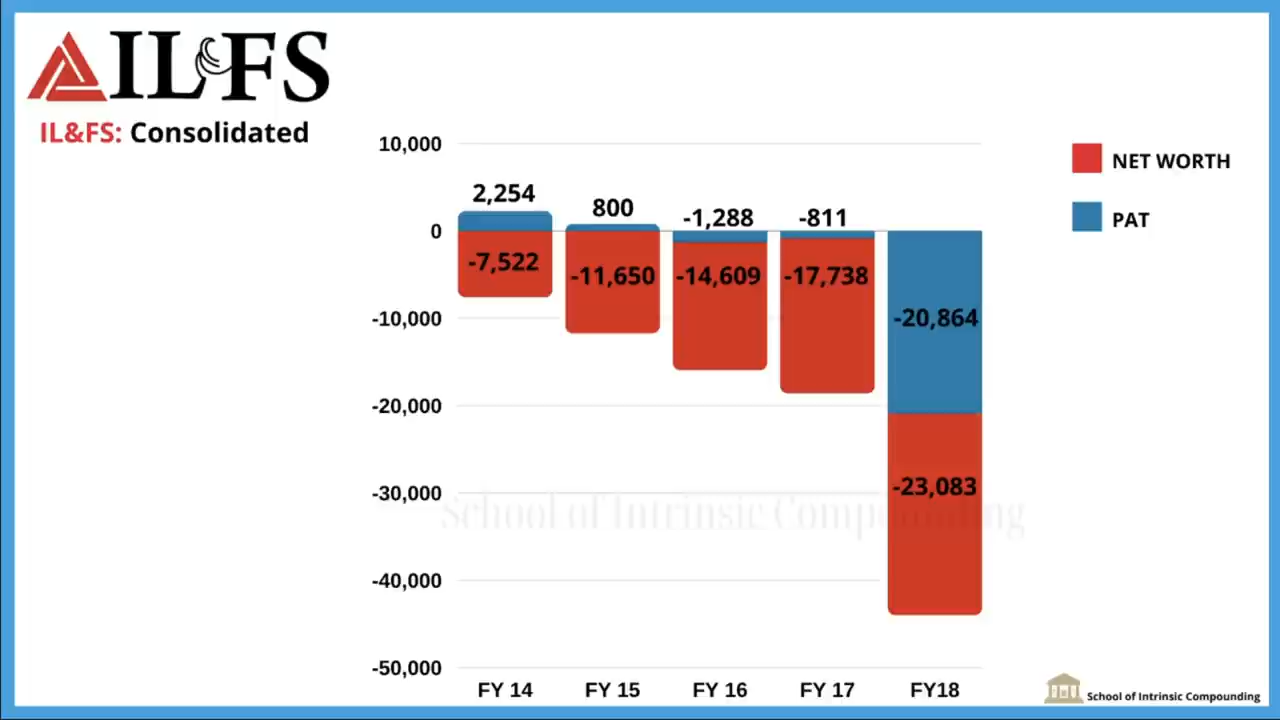 IL&FS
IL&FS: Consolidated
10,000
0
-10,000
-20,000
-30,000
-40,000
-50,000
2,254
800
-1,288
-811
-7,522
-11,650
-14,609
-17,738
-20,864
-23,083
FY 14
FY 15
FY 16
FY 17
FY18
NET WORTH
PAT
School of Intrinsic Compounding
School of Intrinsic Compounding